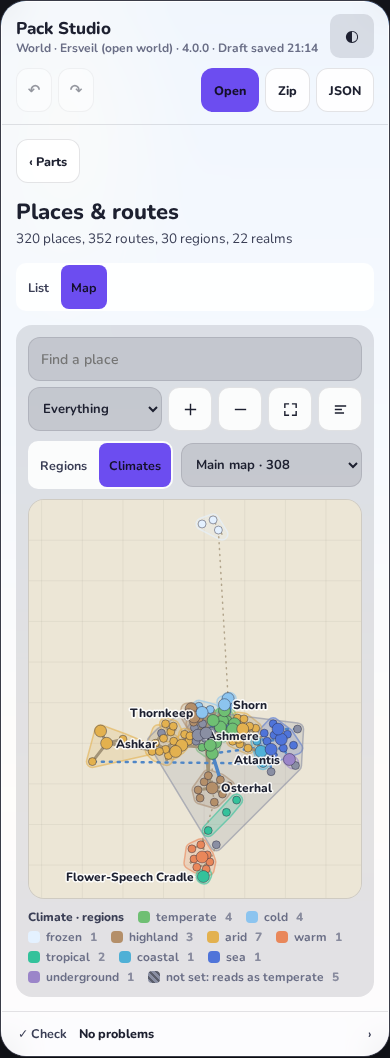 Pack Studio
World · Ersveil (open world) · 4.0.0 · Draft saved 21:14
Open Zip JSON
‹ Parts
Places & routes
320 places, 352 routes, 30 regions, 22 realms
List Map
Find a place
Everything
Regions Climates Main map · 308
Shorn
Thornkeep
Ashmere
Ashkar
Atlantis
Osterhal
Flower-Speech Cradle
Climate · regions temperate 4 cold 4
frozen 1 highland 3 arid 7 warm 1
tropical 2 coastal 1 sea 1
underground 1 not set: reads as temperate 5
✓ Check No problems ›